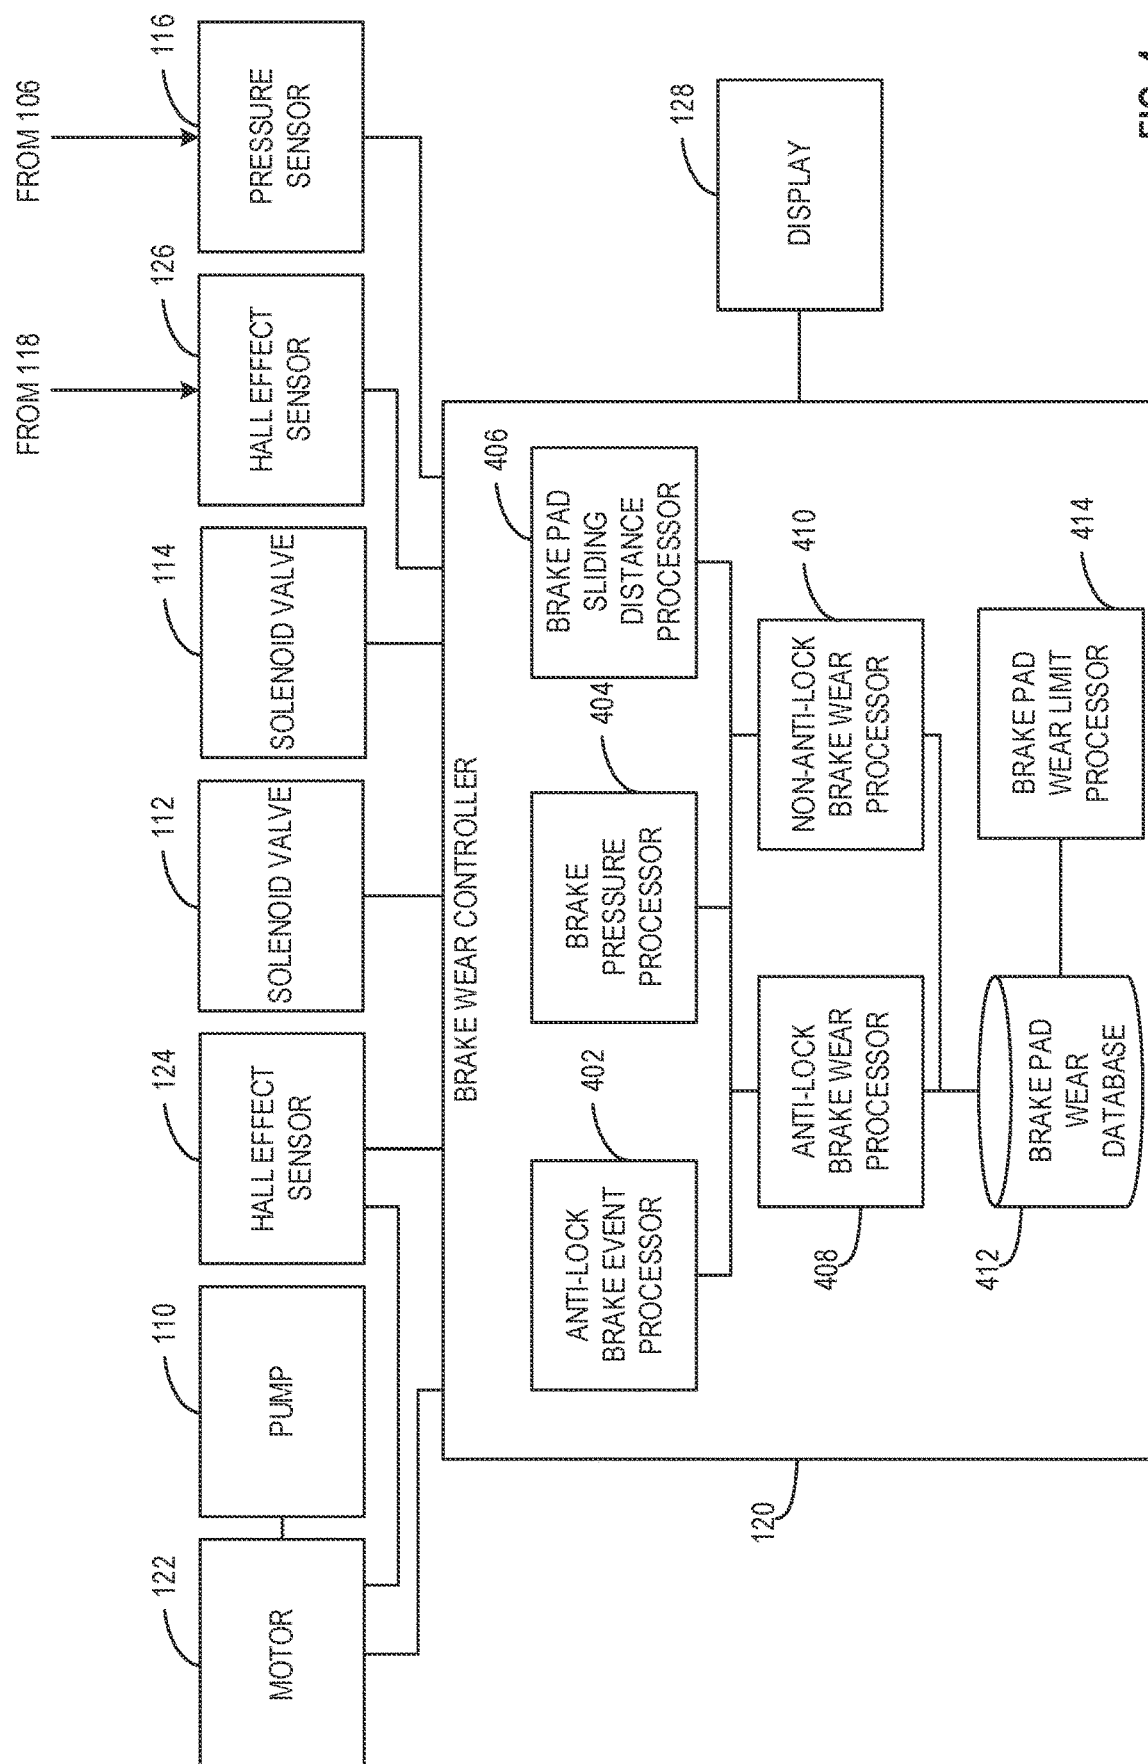 FROM 118
FROM 106
122
110
124
112
114
126
116
MOTOR
PUMP
HALL EFFECT
SENSOR
SOLENOID VALVE
SOLENOID VALVE
HALL EFFECT
SENSOR
PRESSURE
SENSOR
BRAKE WEAR CONTROLLER
402
404
406
ANTI-LOCK
BRAKE EVENT
PROCESSOR
BRAKE
PRESSURE
PROCESSOR
BRAKE PAD
SLIDING
DISTANCE
PROCESSOR
128
DISPLAY
120
408
ANTI-LOCK
BRAKE WEAR
PROCESSOR
410
NON-ANTI-LOCK
BRAKE WEAR
PROCESSOR
412
BRAKE PAD
WEAR
DATABASE
414
BRAKE PAD
WEAR LIMIT
PROCESSOR
FIG. 4